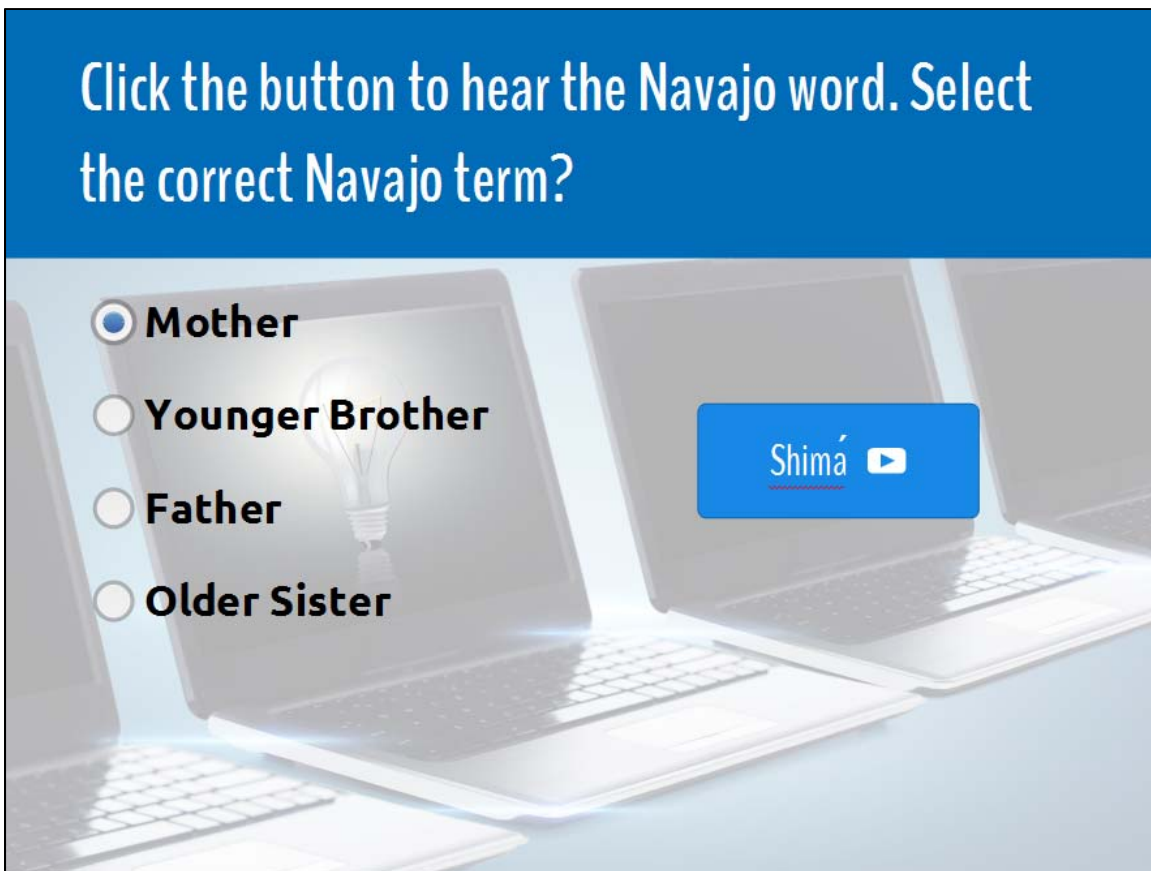 Click the button to hear the Navajo word. Select
the correct Navajo term?
Mother
Younger Brother
Shimá
Father
Older Sister